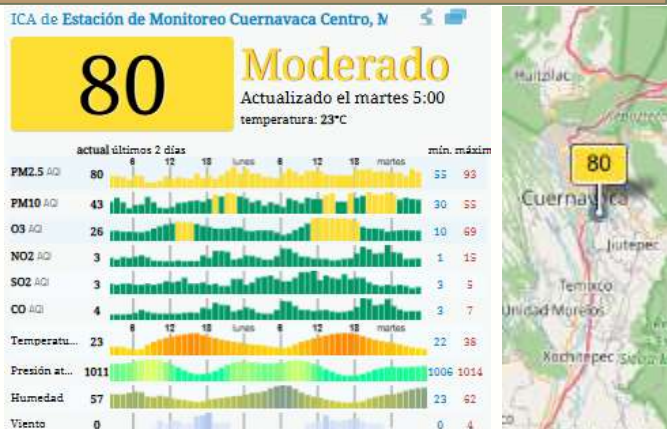 ICA de Estación de Monitoreo Cuernavaca Centro, M
80
Moderado
Actualizado el martes 5:00
temperatura: 23°C
actual últimos 2 días
mín. máxim
6 12 18 lunes 6 12 18 martes
PM2.5 AQI 80 55 93
PM10 AQI 43 30 55
O3 AQI 26 10 69
NO2 AQI 3 1 15
SO2 AQI 3 3 5
CO AQI 4 3 7
6 12 18 lunes 6 12 18 martes
Temperatu... 23 22 36
Presión at... 1011 1006 1014
Humedad 57 23 62
Viento 0 0 4
Huitzilac
Tepozteco
80
Cuernavaca
Jiutepec
Temixco
Unidad Morelos
Xochitepec